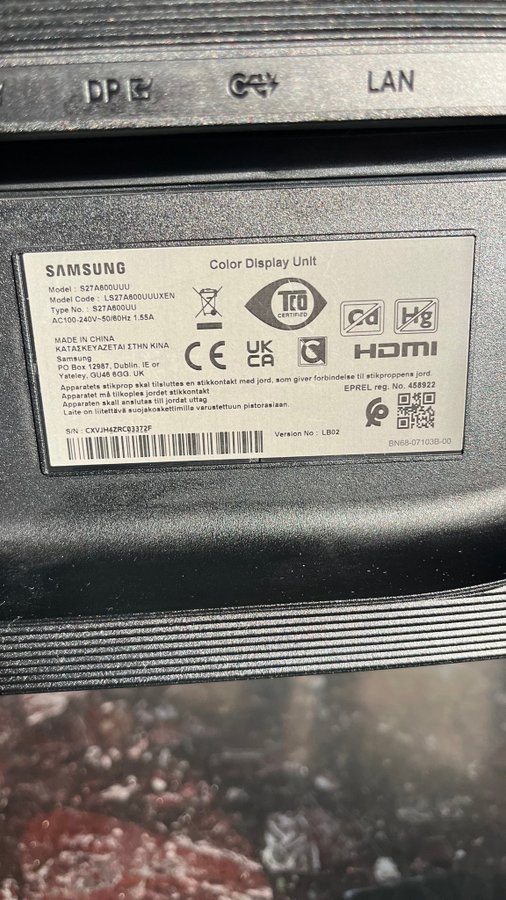 DP
LAN
SAMSUNG
Color Display Unit
Model : S27A600UUU
Model Code : LS27A600UUUXEN
Type No. : S27A600UU
AC100-240V~50/60Hz 1.55A
TCO
CERTIFIED
Cd
Hg
MADE IN CHINA
ΚΑΤΑΣΚΕΥΑΖΕΤΑΙ ΣΤΗΝ ΚΙΝΑ
Samsung
PO Box 12987, Dublin. IE or
Yateley, GU46 6GG. UK
CE
UK
CA
HDMI
Apparatets stikprop skal tilsluttes en stikkontakt med jord, som giver forbindelse til stikproppens jord.
Apparatet må tilkoples jordet stikkontakt
Apparaten skall anslutas till jordat uttag
Laite on liitettävä suojakoskettimilla varustettuun pistorasiaan.
EPREL reg. No. 458922
S/N : CXVJH4ZRC03372F
Version No : LB02
BN68-07103B-00